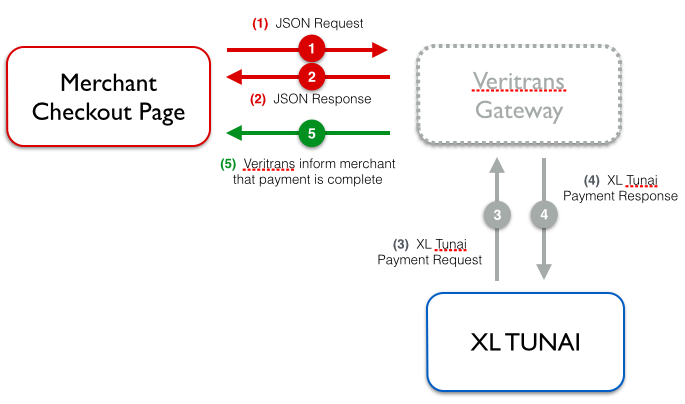 (1) JSON Request
1
Merchant
Checkout Page
2
(2) JSON Response
Veritrans
Gateway
5
(5) Veritrans inform merchant
that payment is complete
(4) XL Tunai
Payment Response
3
4
(3) XL Tunai
Payment Request
XL TUNAI